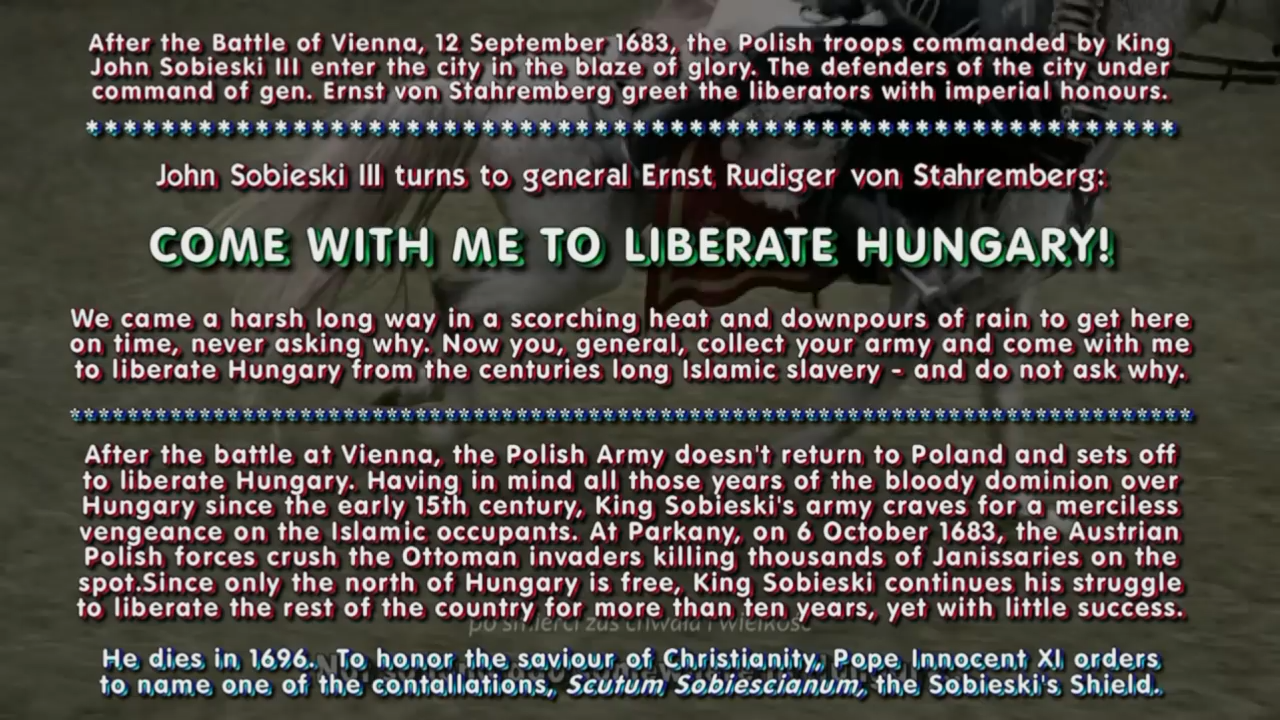 After the Battle of Vienna, 12 September 1683, the Polish troops commanded by King
John Sobieski III enter the city in the blaze of glory. The defenders of the city under
command of gen. Ernst von Stahremberg greet the liberators with imperial honours.
**********************************************************
John Sobieski III turns to general Ernst Rudiger von Stahremberg:
COME WITH ME TO LIBERATE HUNGARY!
We came a harsh long way in a scorching heat and downpours of rain to get here
on time, never asking why. Now you, general, collect your army and come with me
to liberate Hungary from the centuries long Islamic slavery - and do not ask why.
******************************************************************************
After the battle at Vienna, the Polish Army doesn't return to Poland and sets off
to liberate Hungary. Having in mind all those years of the bloody dominion over
Hungary since the early 15th century, King Sobieski's army craves for a merciless
vengeance on the Islamic occupants. At Parkany, on 6 October 1683, the Austrian
Polish forces crush the Ottoman invaders killing thousands of Janissaries on the
spot.Since only the north of Hungary is free, King Sobieski continues his struggle
to liberate the rest of the country for more than ten years, yet with little success.
po śmierci zaś chwała i wielkość
He dies in 1696. To honor the saviour of Christianity, Pope Innocent XI orders
to name one of the contallations, Scutum Sobiescianum, the Sobieski's Shield.